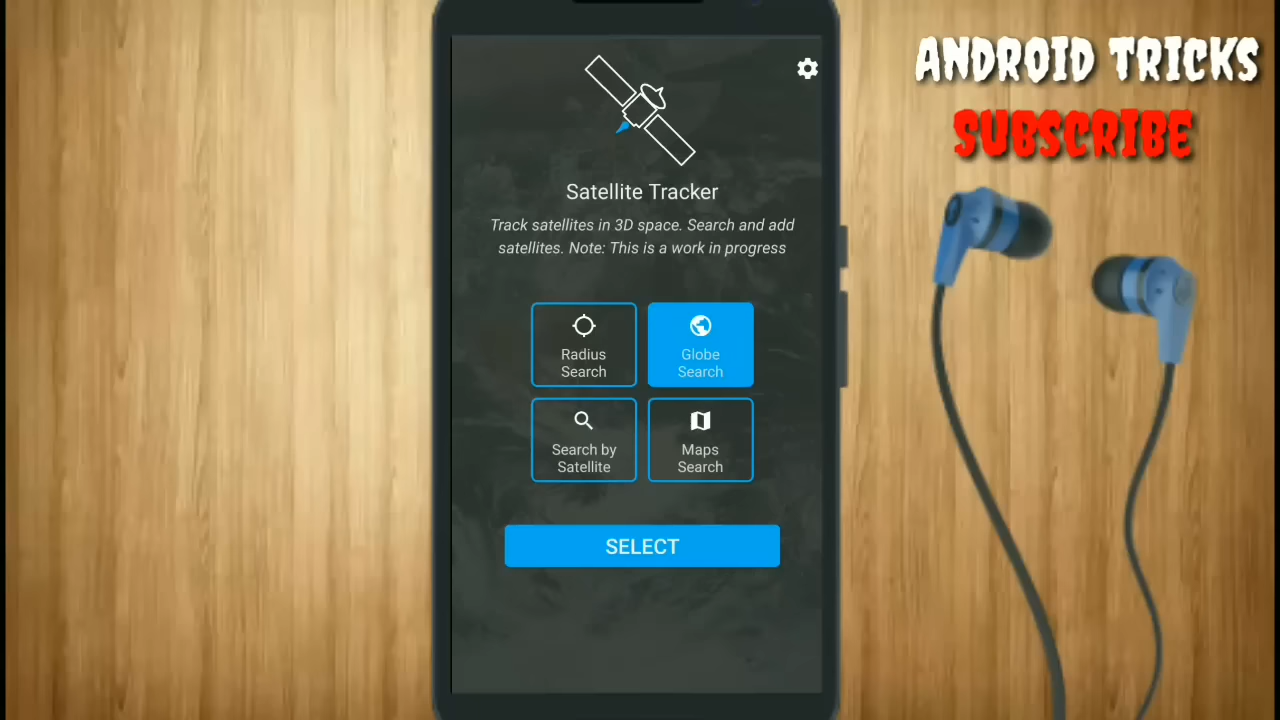 ANDROID TRICKS
SUBSCRIBE
Satellite Tracker
Track satellites in 3D space. Search and add
satellites. Note: This is a work in progress
Radius
Search
Globe
Search
Search by
Satellite
Maps
Search
SELECT